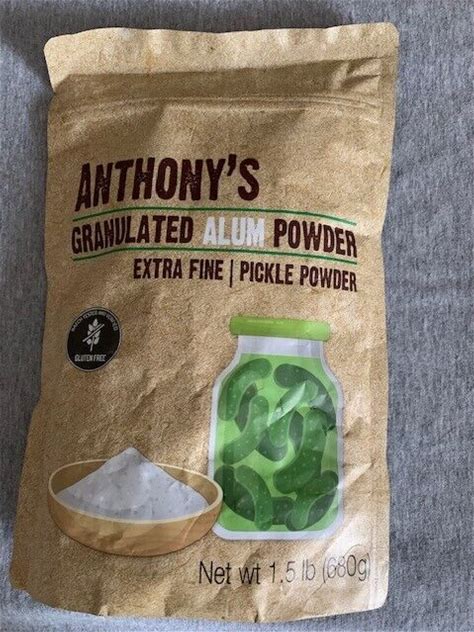 ANTHONY'S
GRANULATED ALUM POWDER
EXTRA FINE | PICKLE POWDER
GLUTEN FREE
Net wt 1.5 lb (680g)